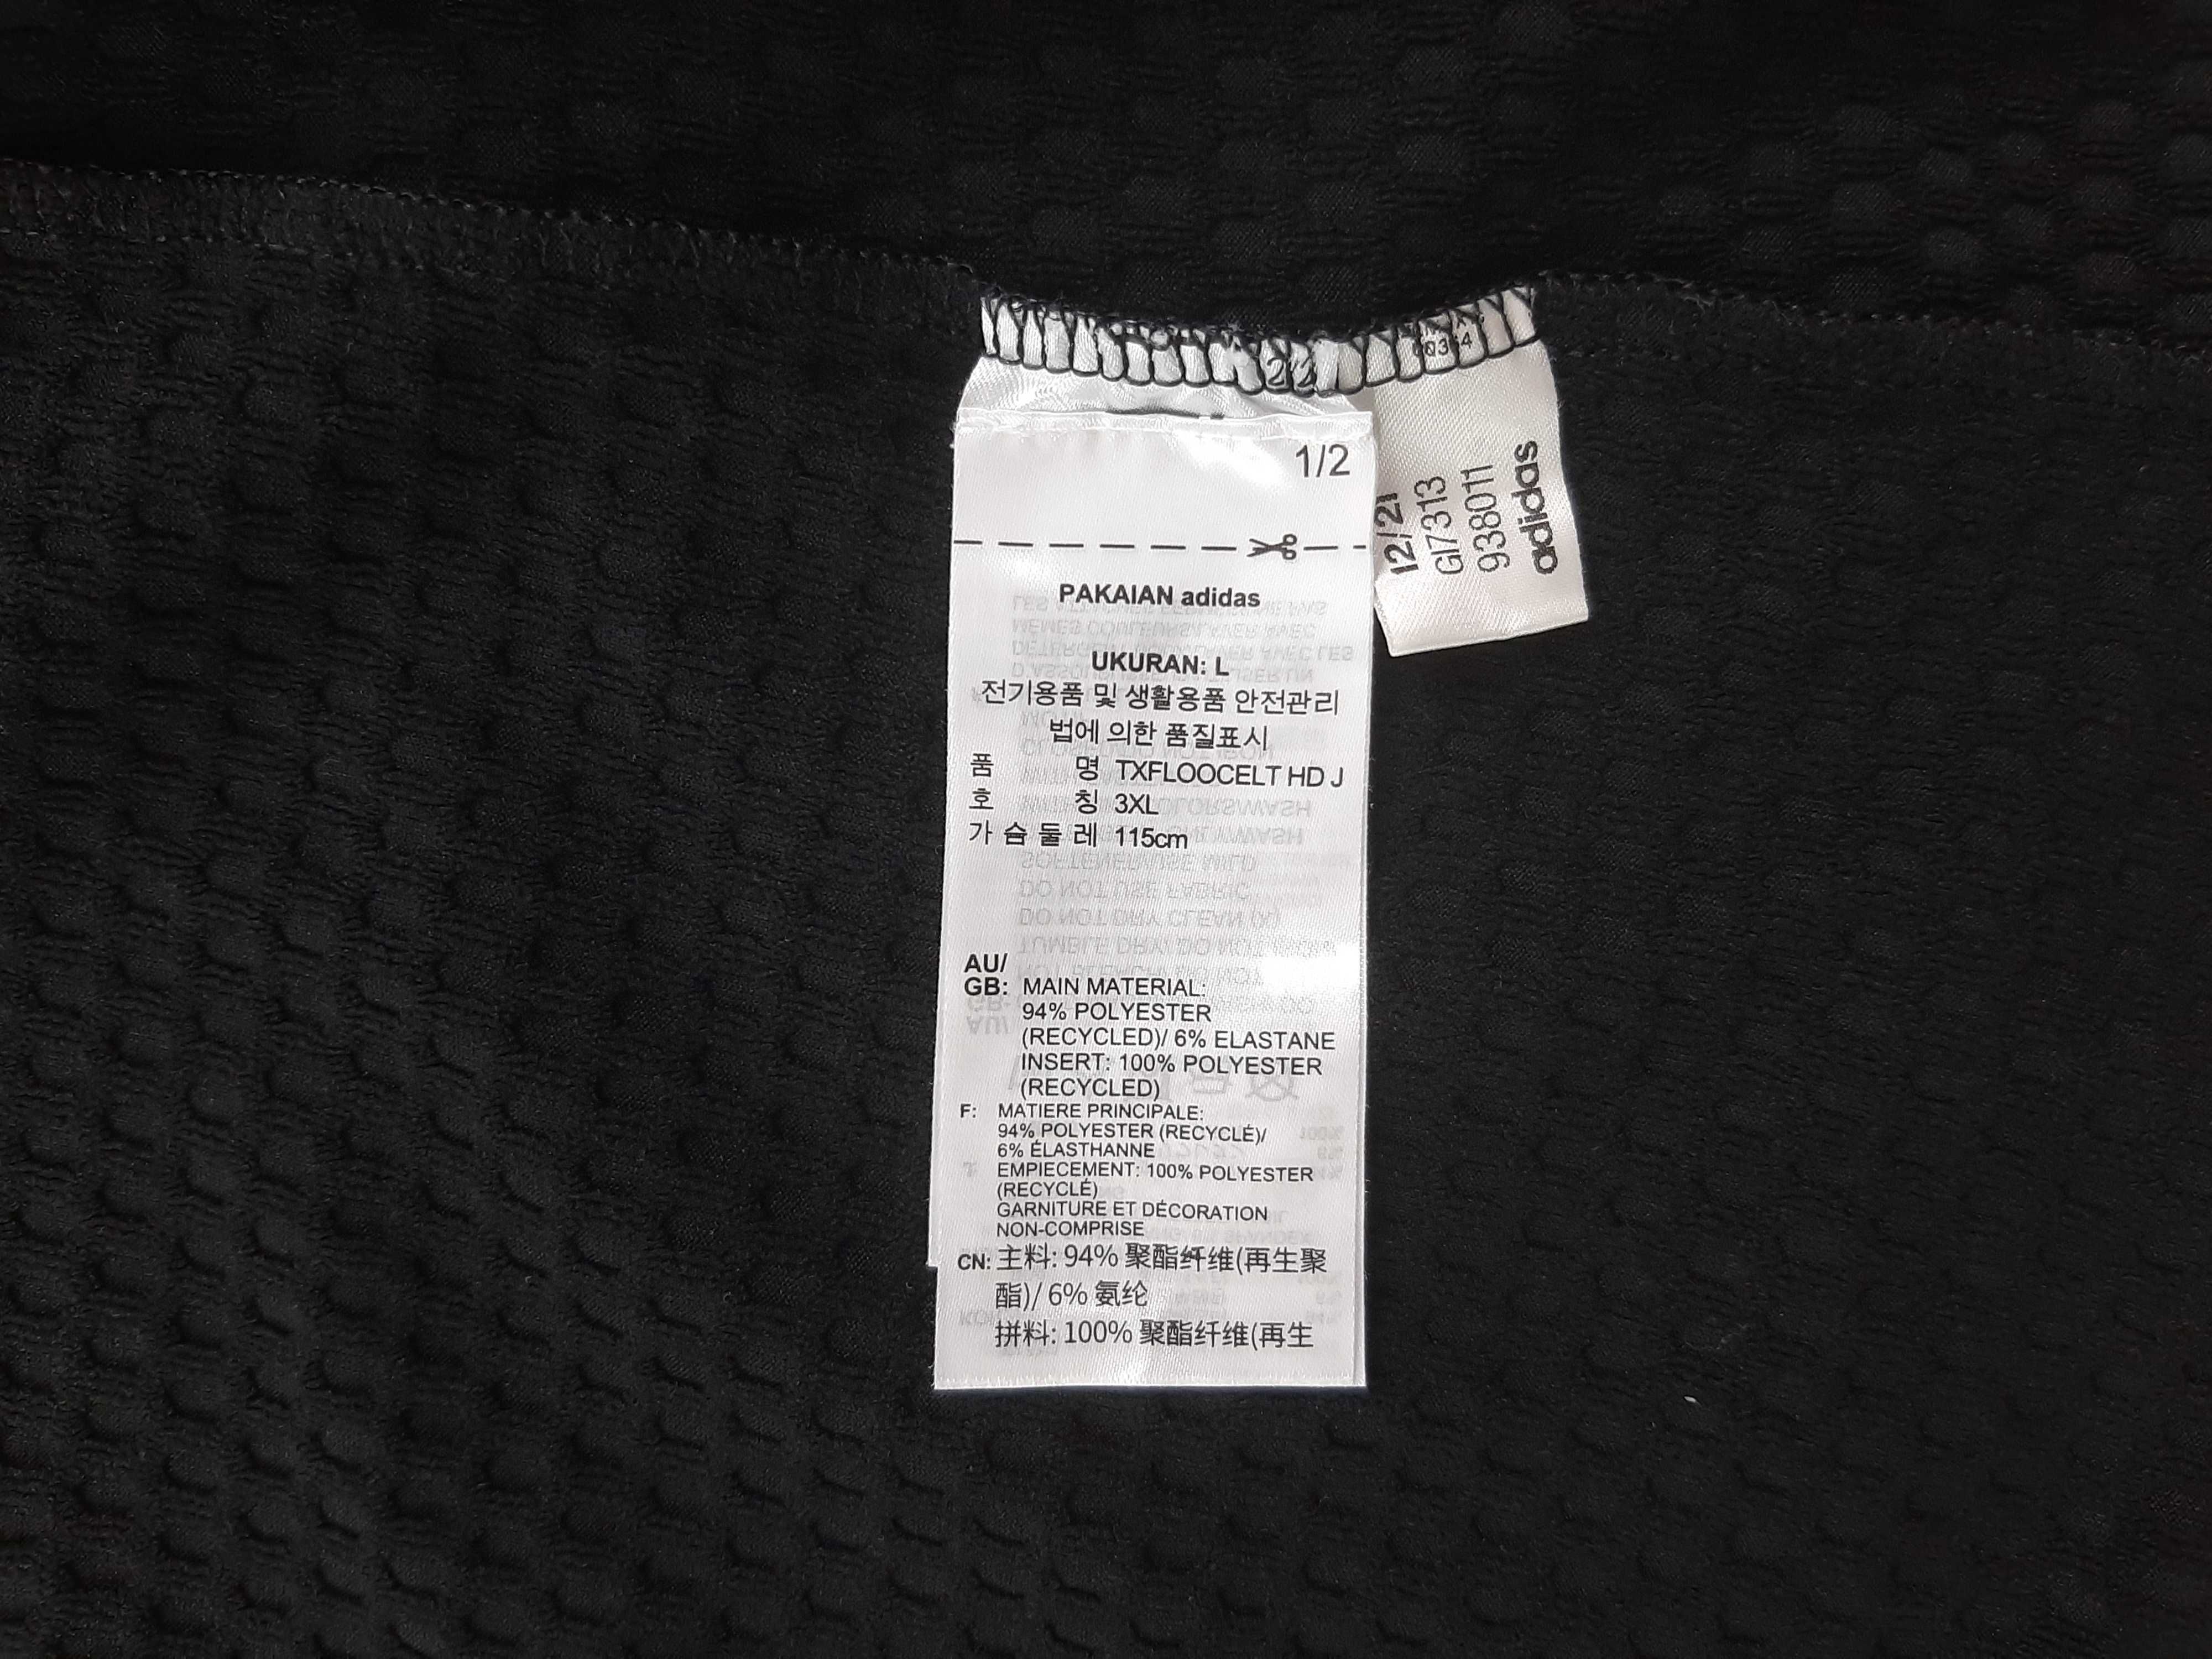 1/2
PAKAIAN adidas
UKURAN: L
전기용품 및 생활용품 안전관리
법에 의한 품질표시
품 명 TXFLOOCELT HD J
호 칭 3XL
가 슴 둘 레 115cm
AU/
GB: MAIN MATERIAL:
94% POLYESTER
(RECYCLED)/ 6% ELASTANE
INSERT: 100% POLYESTER
(RECYCLED)
F: MATIERE PRINCIPALE:
94% POLYESTER (RECYCLÉ)/
6% ÉLASTHANNE
EMPIECEMENT: 100% POLYESTER
(RECYCLÉ)
GARNITURE ET DÉCORATION
NON-COMPRISE
CN: 主料: 94% 聚酯纤维(再生聚
酯)/ 6% 氨纶
拼料: 100% 聚酯纤维(再生
12/21
GI7313
938011
adidas